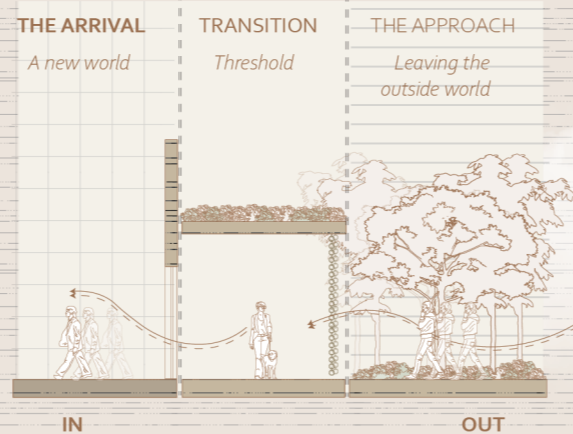 THE ARRIVAL
A new world
TRANSITION
Threshold
THE APPROACH
Leaving the
outside world
IN
OUT